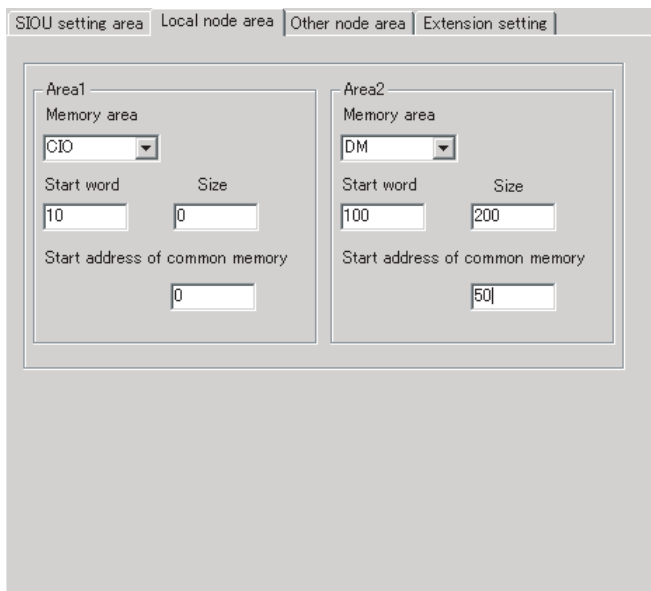 SIOU setting area Local node area Other node area Extension setting
Area1 Area2
Memory area Memory area
CIO DM
Start word Size Start word Size
10 0 100 200
Start address of common memory Start address of common memory
0 50